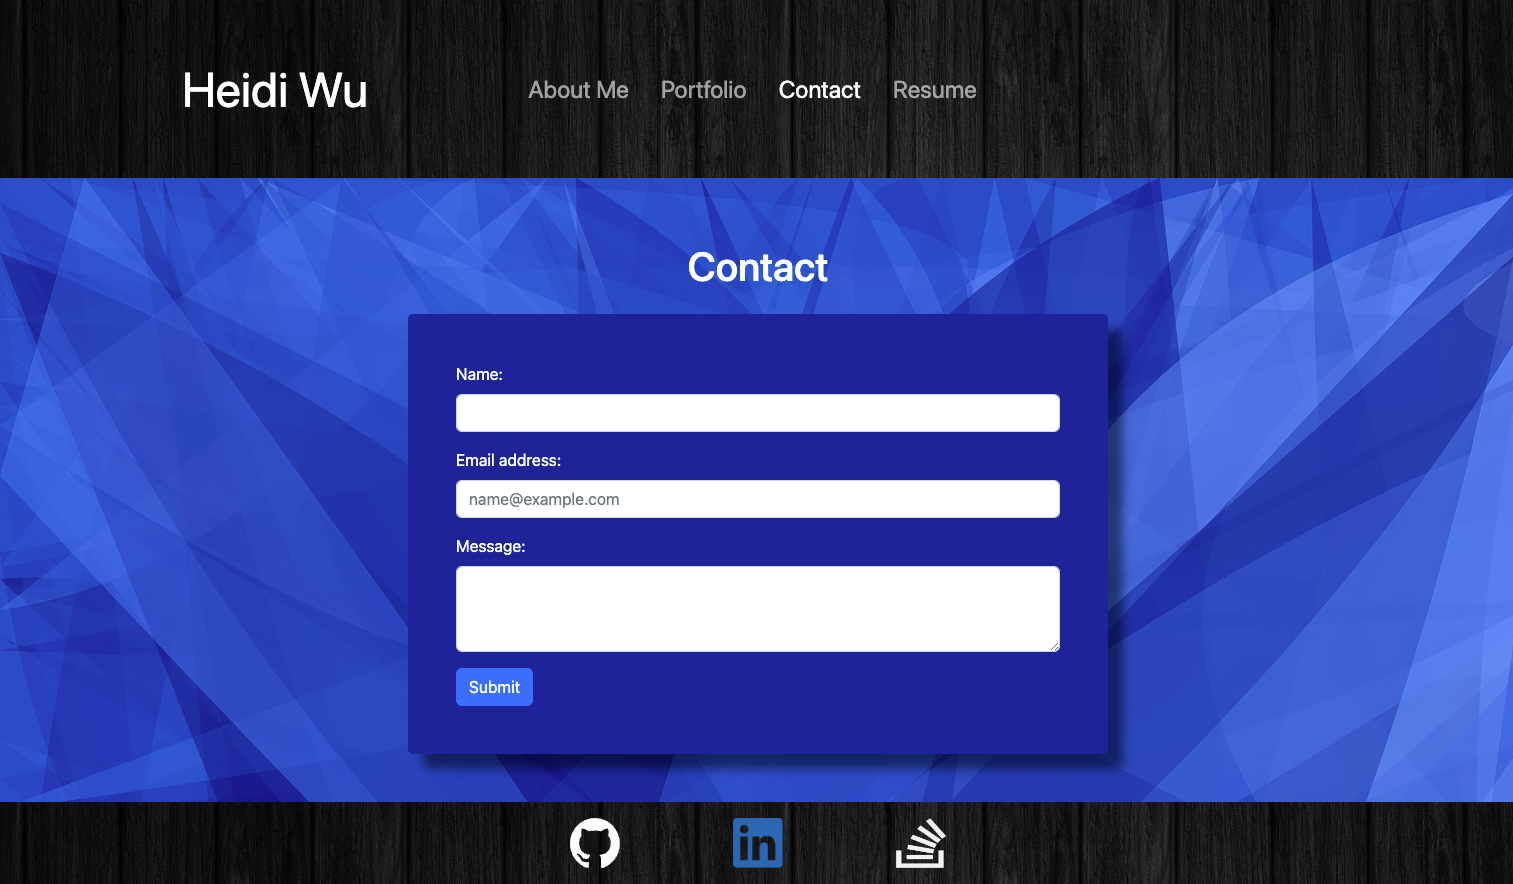 Heidi Wu
About Me Portfolio Contact Resume
Contact
Name:
Email address:
name@example.com
Message:
Submit
in